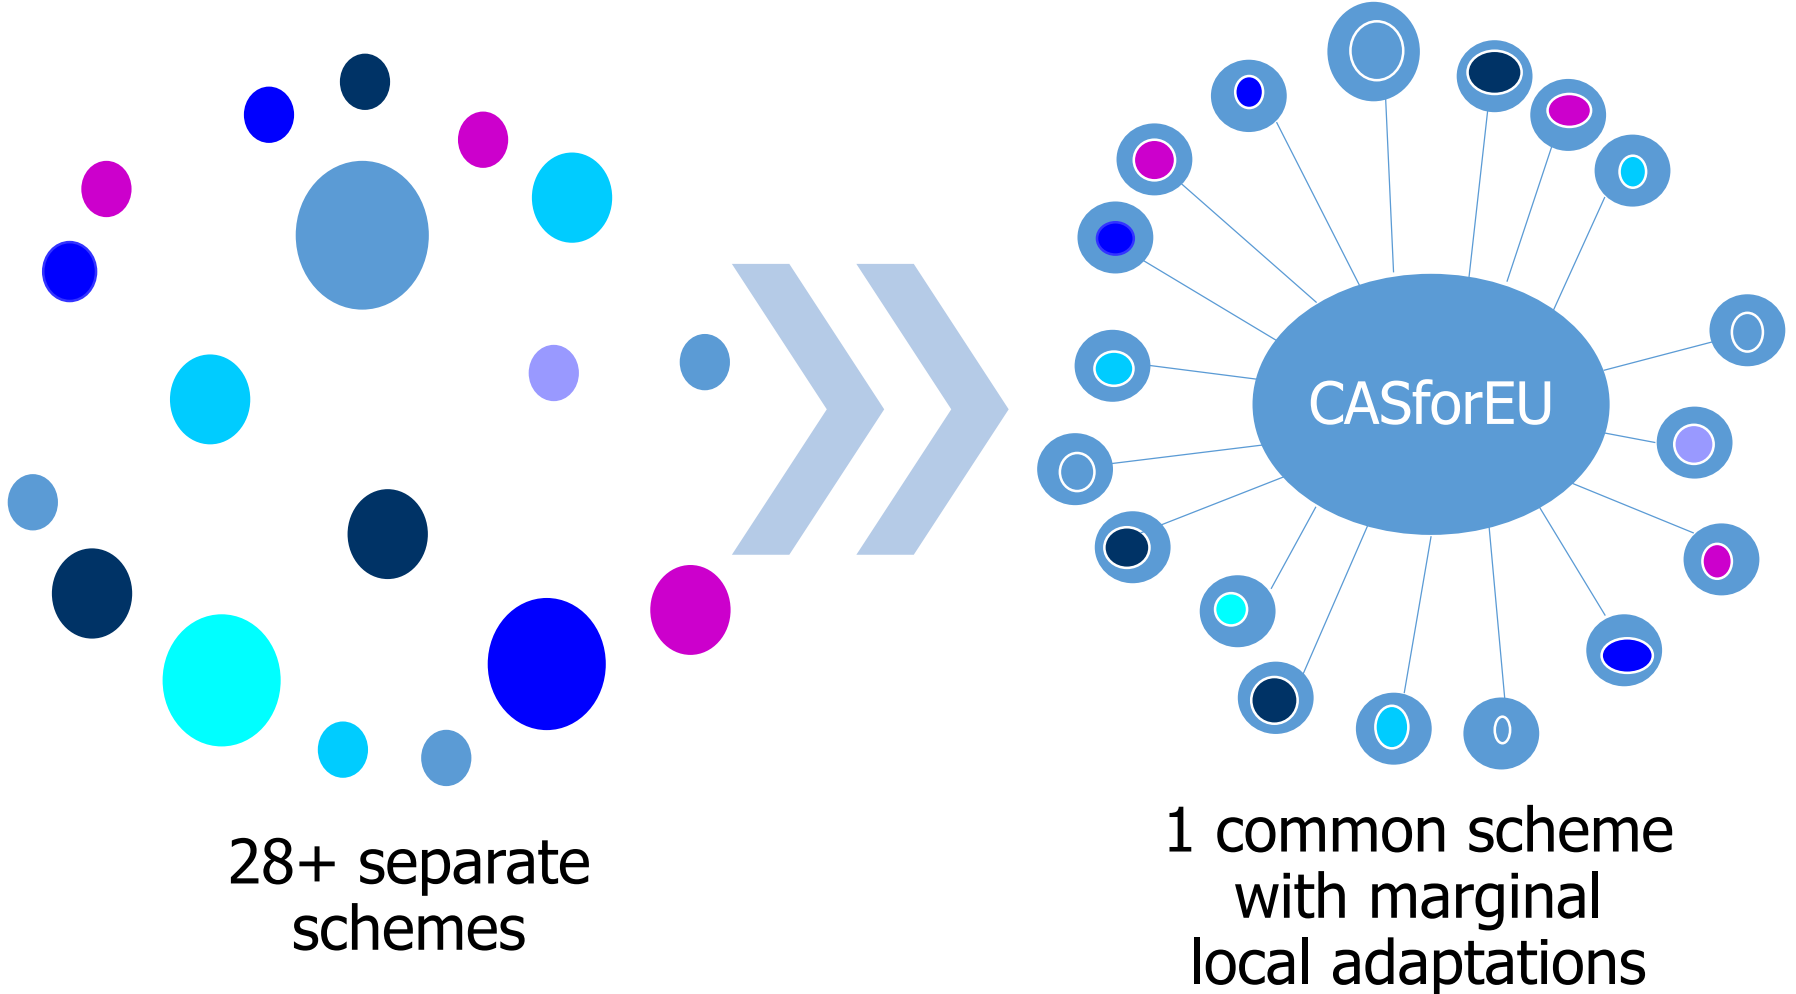 CASforEU
28+ separate
schemes
1 common scheme
with marginal
local adaptations